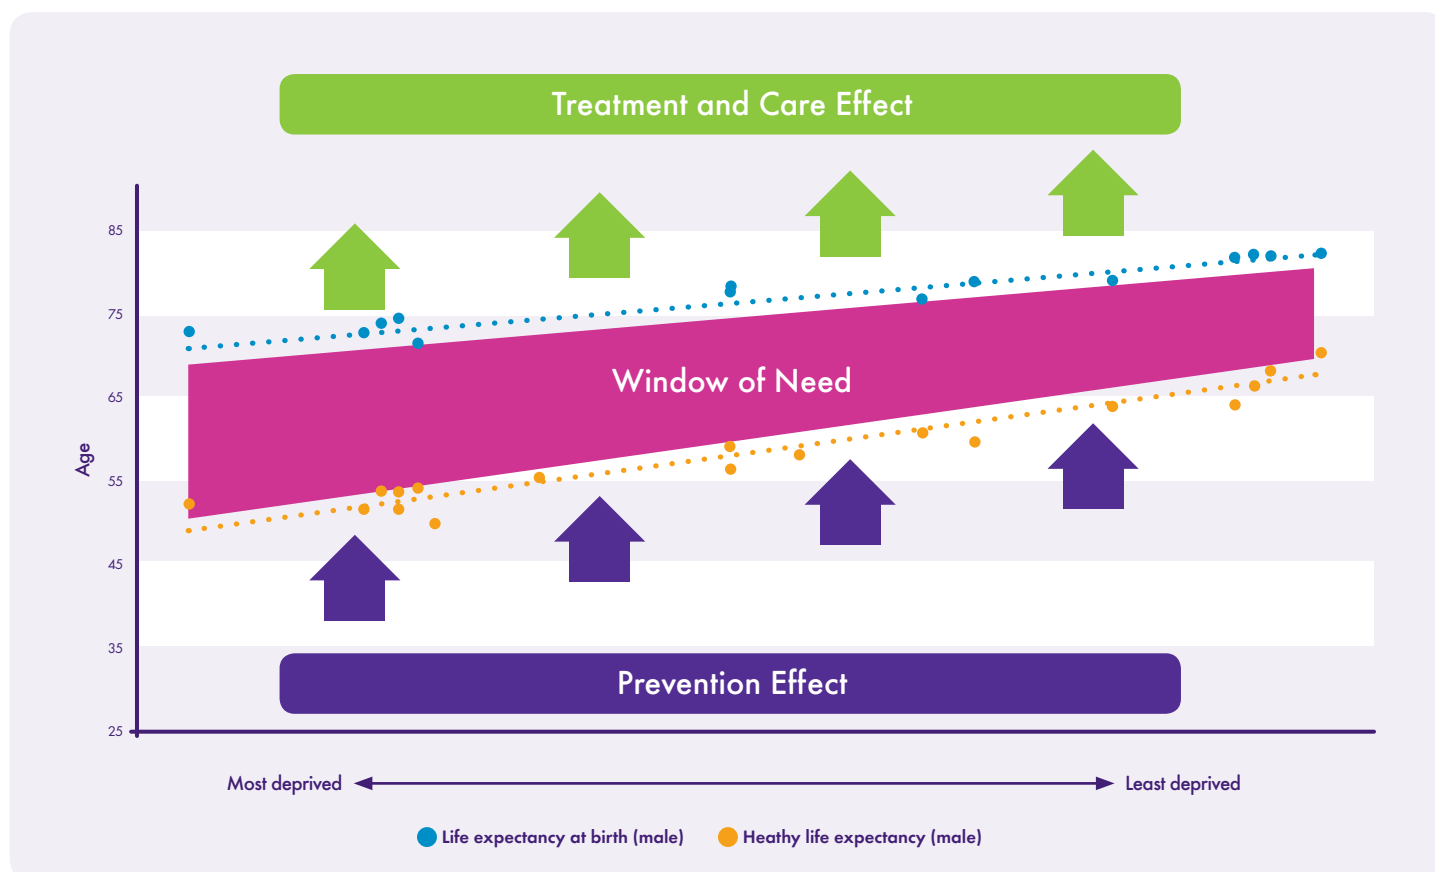 Treatment and Care Effect
85
75
Window of Need
65
Age
55
45
35
Prevention Effect
25
Most deprived
Least deprived
Life expectancy at birth (male)
Heathy life expectancy (male)